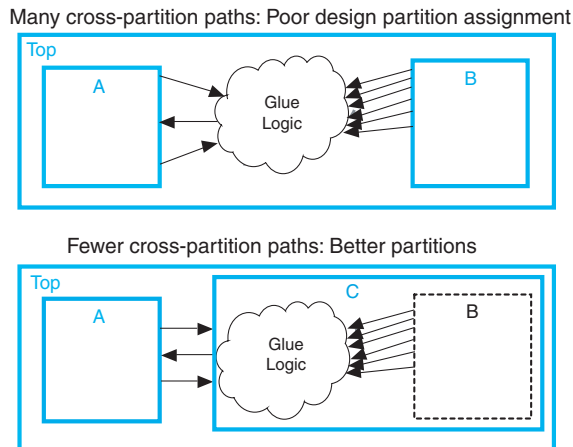 Many cross-partition paths: Poor design partition assignment
Top
A
Glue
Logic
B
Fewer cross-partition paths: Better partitions
Top
A
C
Glue
Logic
B